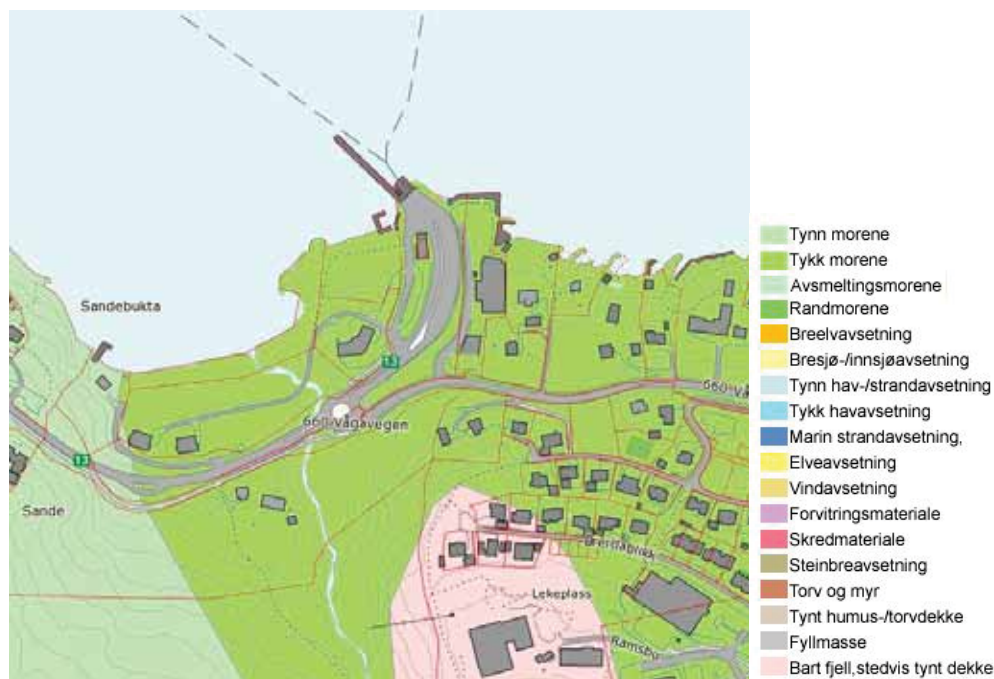 Sandebukta
13
660 Vågavegen
660 Vå
13
Sande
Breidablikk
Lekeplass
Ramsbu
Tynn morene
Tykk morene
Avsmeltingsmorene
Randmorene
Breelvavsetning
Bresjø-/innsjøavsetning
Tynn hav-/strandavsetning
Tykk havavsetning
Marin strandavsetning,
Elveavsetning
Vindavsetning
Forvitringsmateriale
Skredmateriale
Steinbreavsetning
Torv og myr
Tynt humus-/torvdekke
Fyllmasse
Bart fjell,stedvis tynt dekke